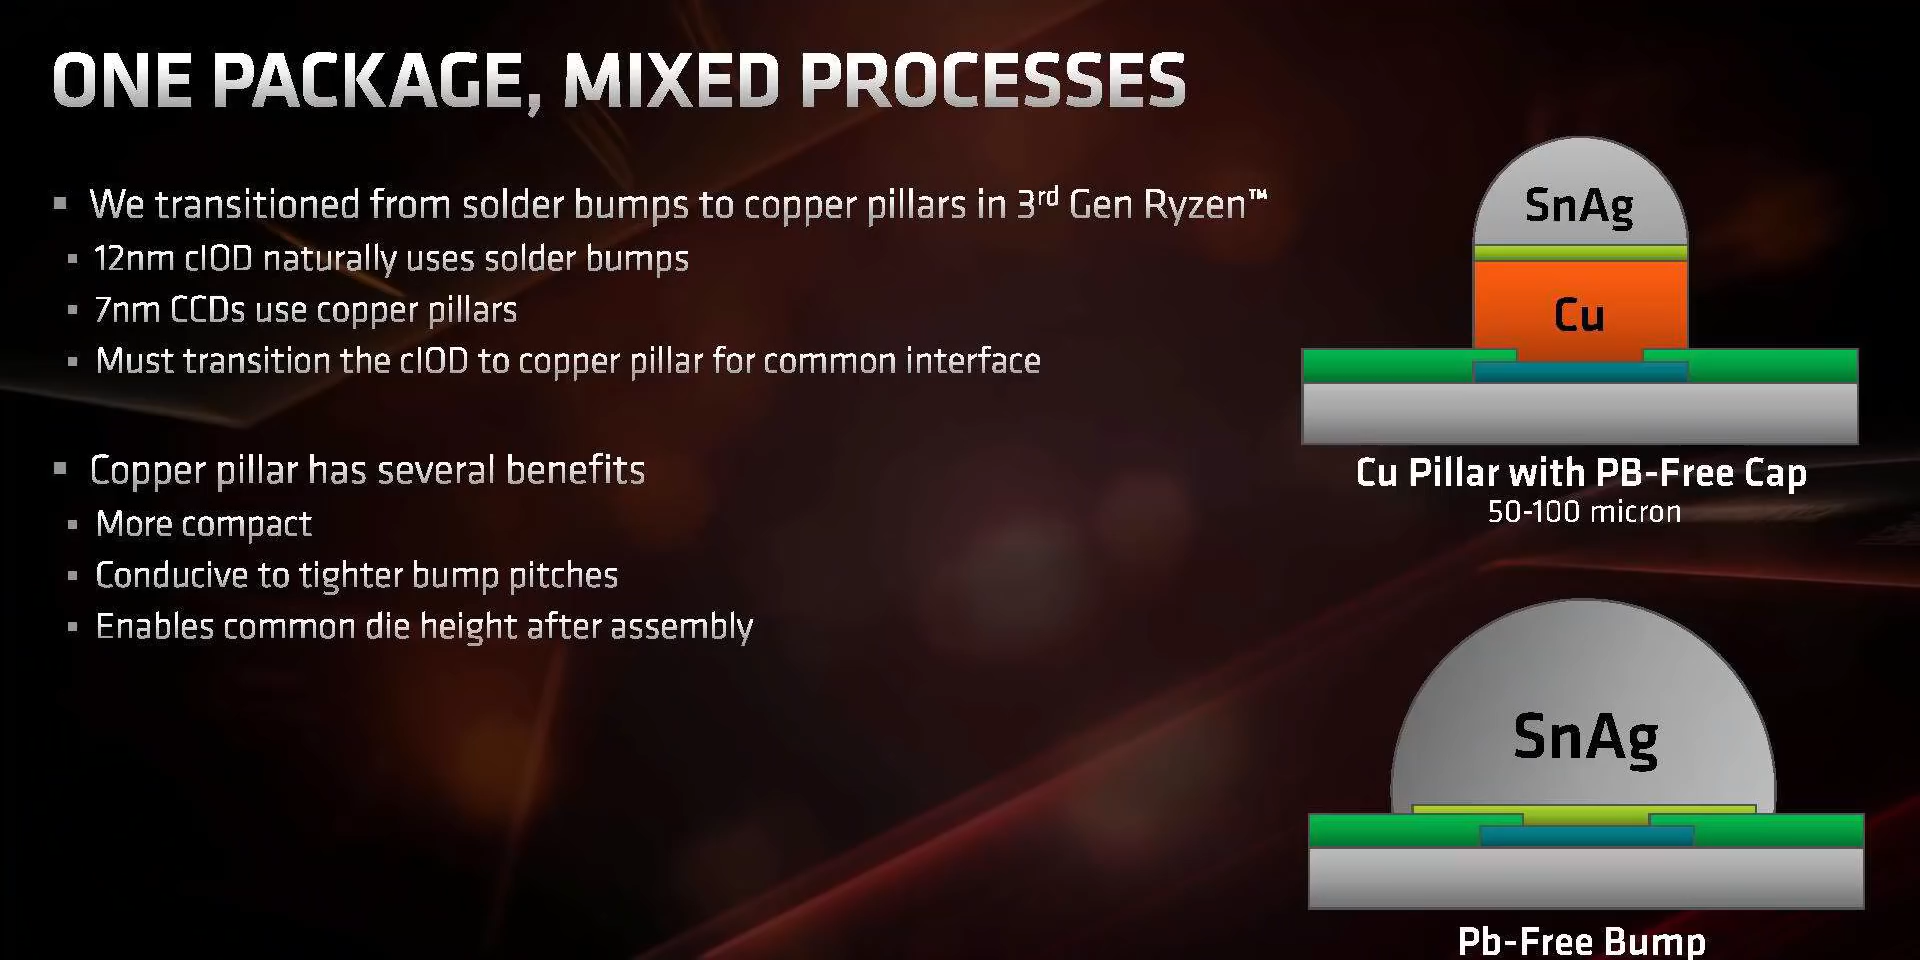 ONE PACKAGE, MIXED PROCESSES
▪ We transitioned from solder bumps to copper pillars in 3rd Gen Ryzen™
▪ 12nm cIOD naturally uses solder bumps
▪ 7nm CCDs use copper pillars
▪ Must transition the cIOD to copper pillar for common interface
▪ Copper pillar has several benefits
▪ More compact
▪ Conducive to tighter bump pitches
▪ Enables common die height after assembly
SnAg
Cu
Cu Pillar with PB-Free Cap
50-100 micron
SnAg
Pb-Free Bump